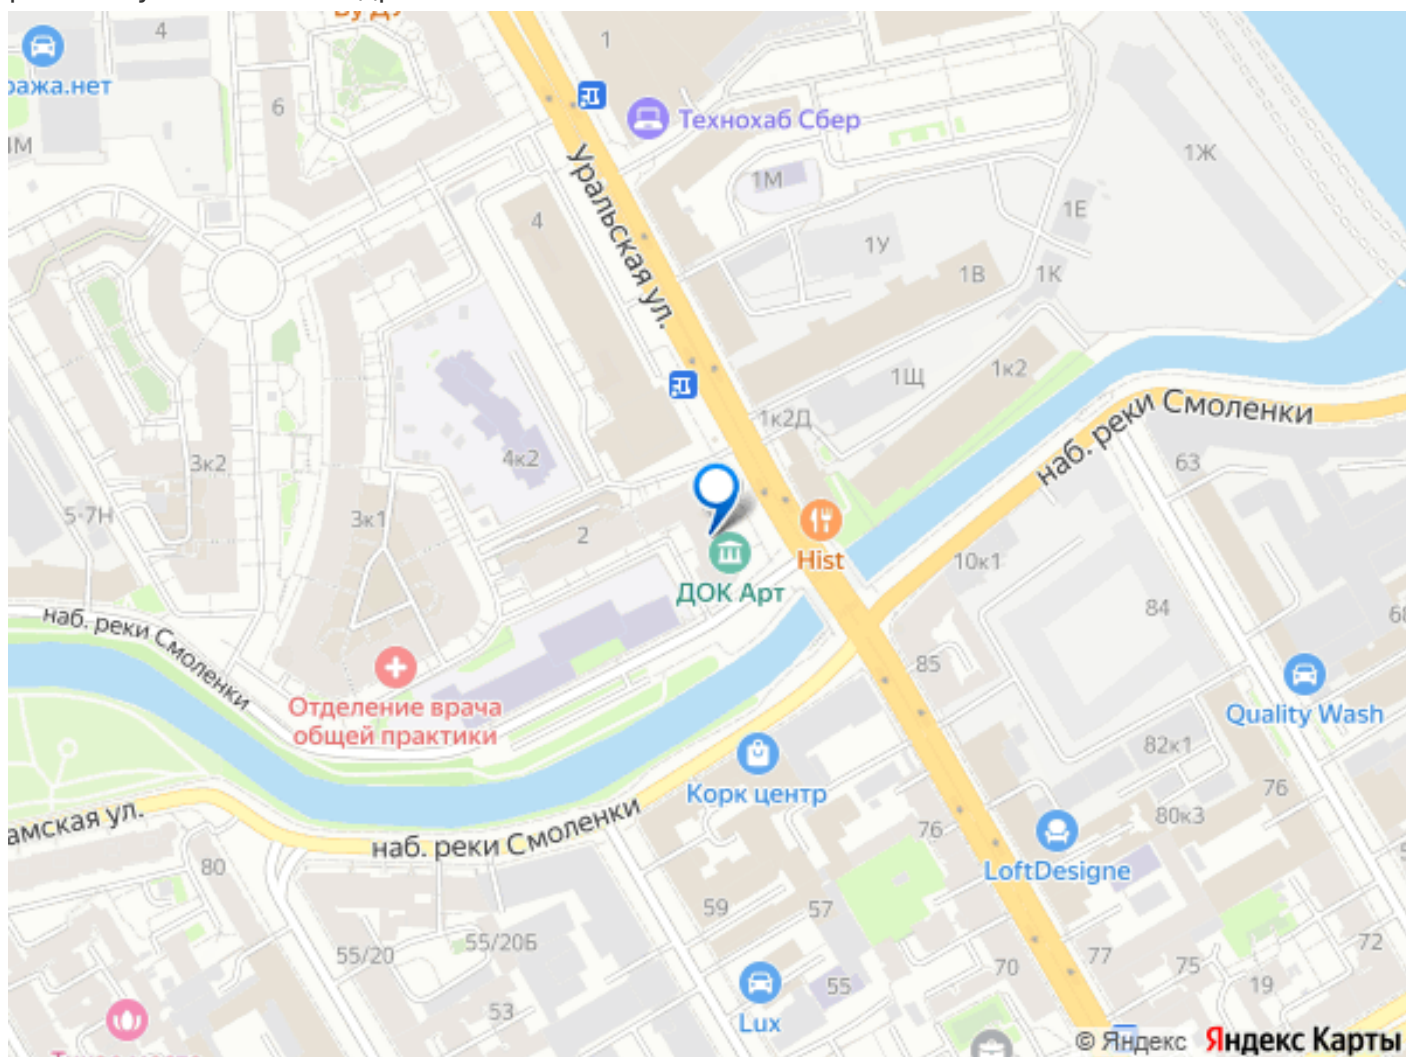 4
1
ража.нет
6
Технохаб Сбер
1М
1Ж
4
Уральская ул.
1М
1Е
1У
1В
1К
1Щ
1к2
1к2Д
наб. реки Смоленки
63
4к2
3к2
3к1
5-7Н
2
Hist
10к1
ДОК Арт
84
наб. реки Смоленки
85
Отделение врача
общей практики
Quality Wash
82к1
Корк центр
76
80к3
амская ул.
наб. реки Смоленки
76
80
LoftDesigne
59
57
55/20
55/20Б
72
77
70
75
19
55
53
Lux
© Яндекс Яндекс Карты